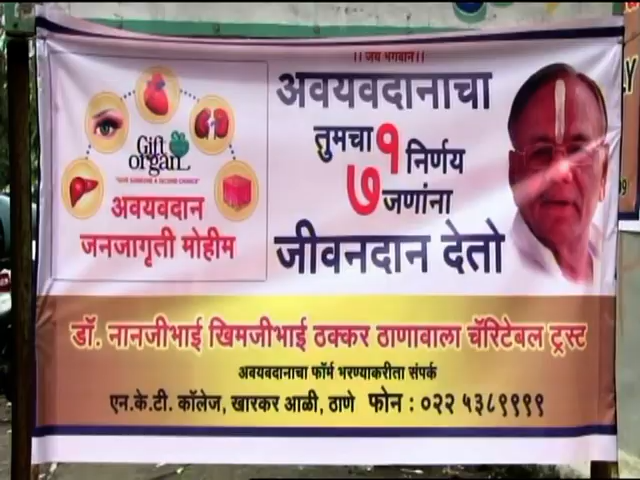 ।। जय भगवान।।
अवयवदानाचा
तुमचा १ निर्णय
७ जणांना
जीवनदान देतो
Gift
organ
"GIVE SOMEONE A SECOND CHANCE"
अवयवदान
जनजागृती मोहीम
डॉ. नानजीभाई खिमजीभाई ठक्कर ठाणावाला चॅरिटेबल ट्रस्ट
अवयवदानाचा फॉर्म भरण्याकरीता संपर्क
एन.के.टी. कॉलेज, खारकर आळी, ठाणे फोन : ०२२ ५३८९९९९